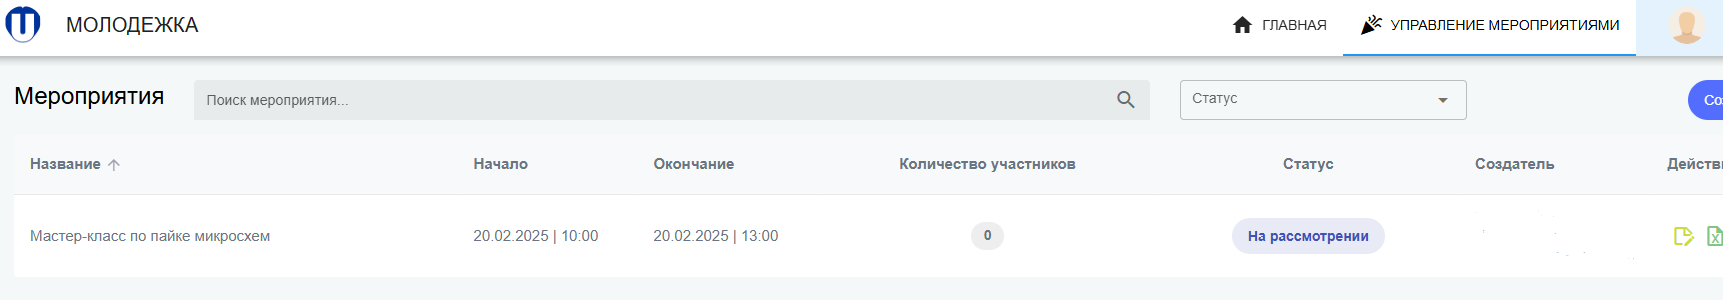 МОЛОДЕЖКА ГЛАВНАЯ УПРАВЛЕНИЕ МЕРОПРИЯТИЯМИ
Мероприятия Поиск мероприятия... Статус Соз
Название Начало Окончание Количество участников Статус Создатель Действ
Мастер-класс по пайке микросхем 20.02.2025 | 10:00 20.02.2025 | 13:00 0 На рассмотрении